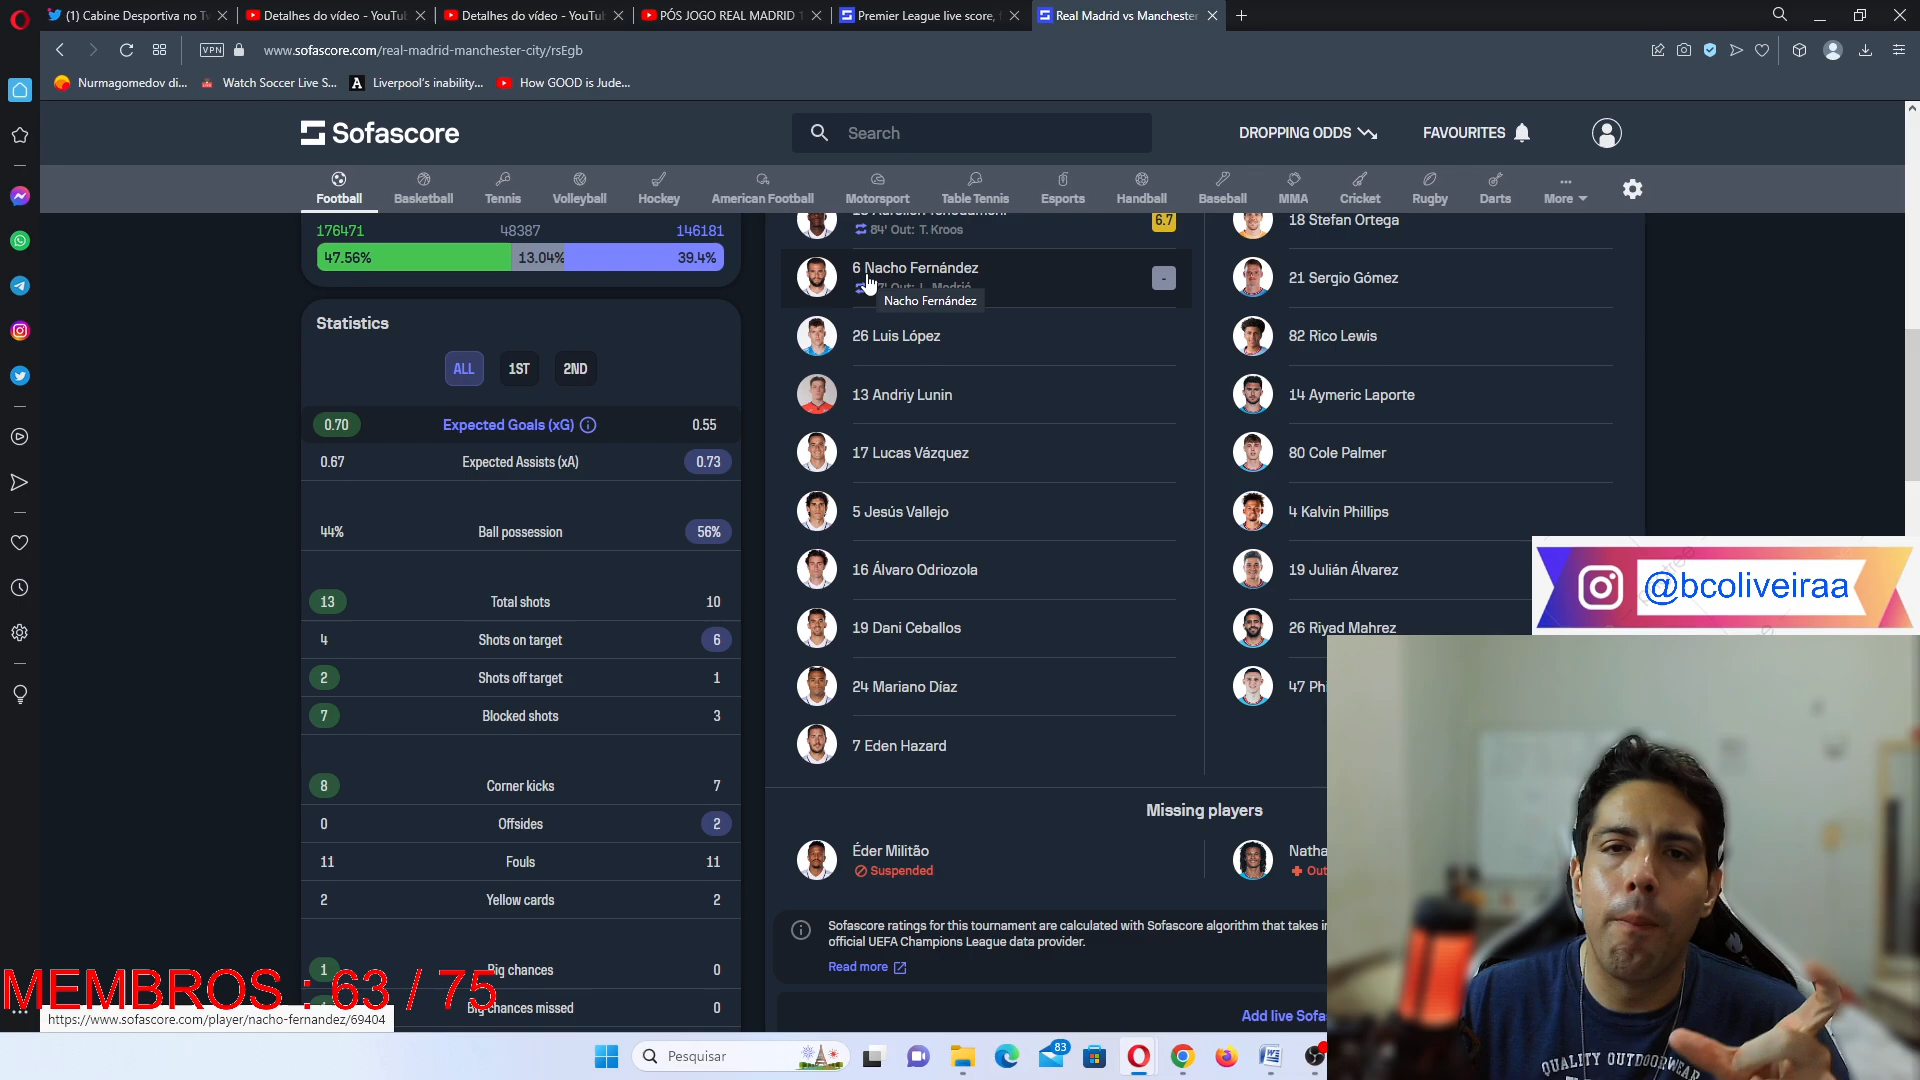 (1) Cabine Desportiva no Tw
Detalhes do vídeo - YouTu
Detalhes do vídeo - YouTub
PÓS JOGO REAL MADRID 1
Premier League live score,
Real Madrid vs Manchester
VPN
www.sofascore.com/real-madrid-manchester-city/rsEgb
Nurmagomedov di...
Watch Soccer Live S...
A
Liverpool's inability...
How GOOD is Jude...
Sofascore
Search
DROPPING ODDS
FAVOURITES
Football
Basketball
Tennis
Volleyball
Hockey
American Football
Motorsport
Table Tennis
Esports
Handball
Baseball
MMA
Cricket
Rugby
Darts
More
176471
48387
146181
47.56%
13.04%
39.4%
Statistics
ALL
1ST
2ND
0.70 Expected Goals (xG) 0.55
0.67 Expected Assists (xA) 0.73
44% Ball possession 56%
13 Total shots 10
4 Shots on target 6
2 Shots off target 1
7 Blocked shots 3
8 Corner kicks 7
0 Offsides 2
11 Fouls 11
2 Yellow cards 2
1 Big chances 0
Big chances missed 0
84' Out: T. Kroos
6.7
6 Nacho Fernández
-
Nacho Fernández
26 Luis López
13 Andriy Lunin
17 Lucas Vázquez
5 Jesús Vallejo
16 Álvaro Odriozola
19 Dani Ceballos
24 Mariano Díaz
7 Eden Hazard
18 Stefan Ortega
21 Sergio Gómez
82 Rico Lewis
14 Aymeric Laporte
80 Cole Palmer
4 Kalvin Phillips
19 Julián Álvarez
26 Riyad Mahrez
47 Phi
Missing players
Éder Militão
Suspended
Natha
Out
Sofascore ratings for this tournament are calculated with Sofascore algorithm that takes i
official UEFA Champions League data provider.
Read more
Add live Sofas
@bcoliveiraa
MEMBROS : 63 / 75
https://www.sofascore.com/player/nacho-fernandez/69404
Pesquisar
83
QUALITY OUTDOORWEAR